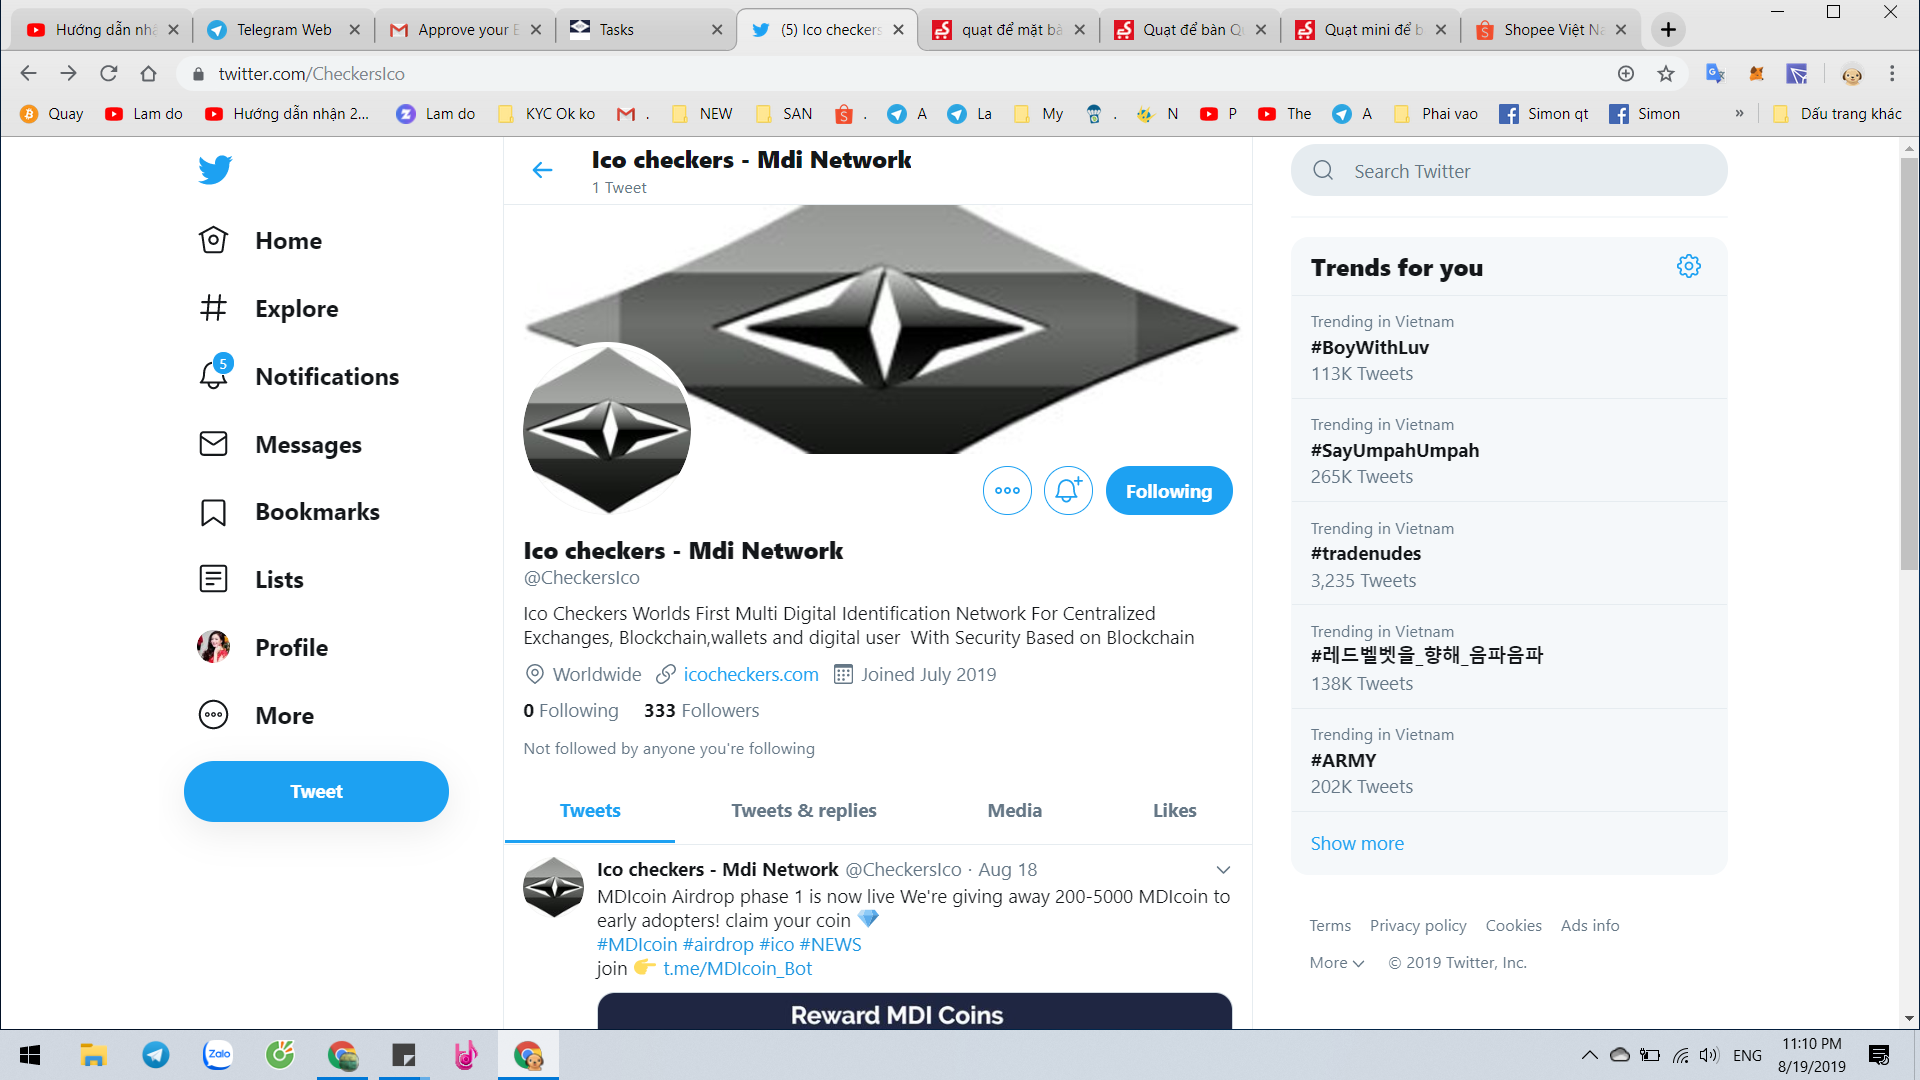 Hướng dẫn nhậ
Telegram Web
Approve your E
Tasks
(5) Ico checkers
quạt để mặt bà
Quạt để bàn Qu
Quạt mini để b
Shopee Việt Na
twitter.com/CheckersIco
Quay
Lam do
Hướng dẫn nhận 2...
Lam do
KYC Ok ko
.
NEW
SAN
.
A
La
My
.
N
P
The
A
Phai vao
Simon qt
Simon
»
Dấu trang khác
Home
Explore
5
Notifications
Messages
Bookmarks
Lists
Profile
More
Tweet
Ico checkers - Mdi Network
1 Tweet
Following
Ico checkers - Mdi Network
@CheckersIco
Ico Checkers Worlds First Multi Digital Identification Network For Centralized
Exchanges, Blockchain,wallets and digital user With Security Based on Blockchain
Worldwide icocheckers.com Joined July 2019
0 Following 333 Followers
Not followed by anyone you're following
Tweets Tweets & replies Media Likes
Ico checkers - Mdi Network @CheckersIco · Aug 18
MDIcoin Airdrop phase 1 is now live We're giving away 200-5000 MDIcoin to
early adopters! claim your coin 💎
#MDIcoin #airdrop #ico #NEWS
join 👉 t.me/MDIcoin_Bot
Reward MDI Coins
Search Twitter
Trends for you
Trending in Vietnam
#BoyWithLuv
113K Tweets
Trending in Vietnam
#SayUmpahUmpah
265K Tweets
Trending in Vietnam
#tradenudes
3,235 Tweets
Trending in Vietnam
#레드벨벳을_향해_음파음파
138K Tweets
Trending in Vietnam
#ARMY
202K Tweets
Show more
Terms Privacy policy Cookies Ads info
More © 2019 Twitter, Inc.
Zalo
ENG
11:10 PM
8/19/2019